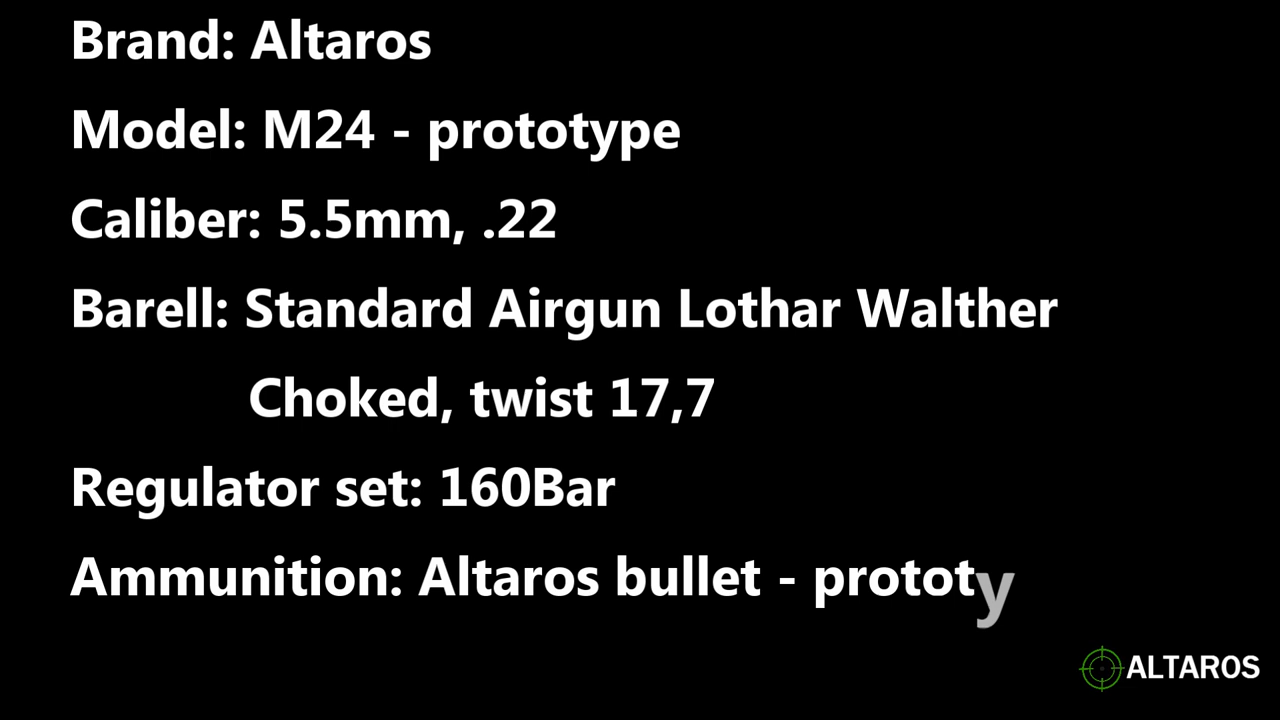 Brand: Altaros
Model: M24 - prototype
Caliber: 5.5mm, .22
Barell: Standard Airgun Lothar Walther
Choked, twist 17,7
Regulator set: 160Bar
Ammunition: Altaros bullet - prototy
ALTAROS